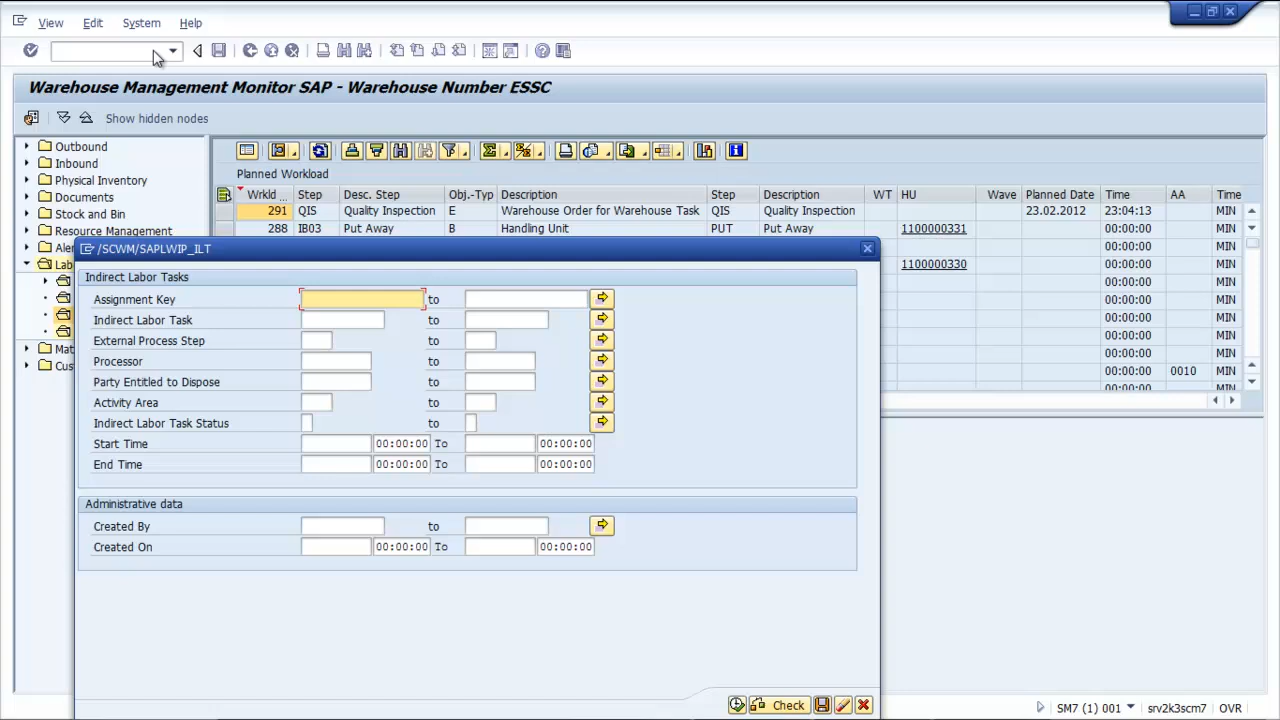 View Edit System Help
Warehouse Management Monitor SAP - Warehouse Number ESSC
Show hidden nodes
Outbound
Inbound
Physical Inventory
Documents
Stock and Bin
Resource Management
Planned Workload
Wrkld ... Step Desc. Step Obj.-Typ Description Step Description WT HU Wave Planned Date Time AA Time
291 QIS Quality Inspection E Warehouse Order for Warehouse Task QIS Quality Inspection 23.02.2012 23:04:13 MIN
288 IB03 Put Away B Handling Unit PUT Put Away 1100000331 00:00:00 MIN
00:00:00 MIN
1100000330 00:00:00 MIN
00:00:00 MIN
00:00:00 MIN
00:00:00 MIN
00:00:00 MIN
00:00:00 MIN
00:00:00 0010 MIN
00:00:00 MIN
/SCWM/SAPLWIP_ILT
Indirect Labor Tasks
Assignment Key to
Indirect Labor Task to
External Process Step to
Processor to
Party Entitled to Dispose to
Activity Area to
Indirect Labor Task Status to
Start Time 00:00:00 To 00:00:00
End Time 00:00:00 To 00:00:00
Administrative data
Created By to
Created On 00:00:00 To 00:00:00
Check
SM7 (1) 001 srv2k3scm7 OVR